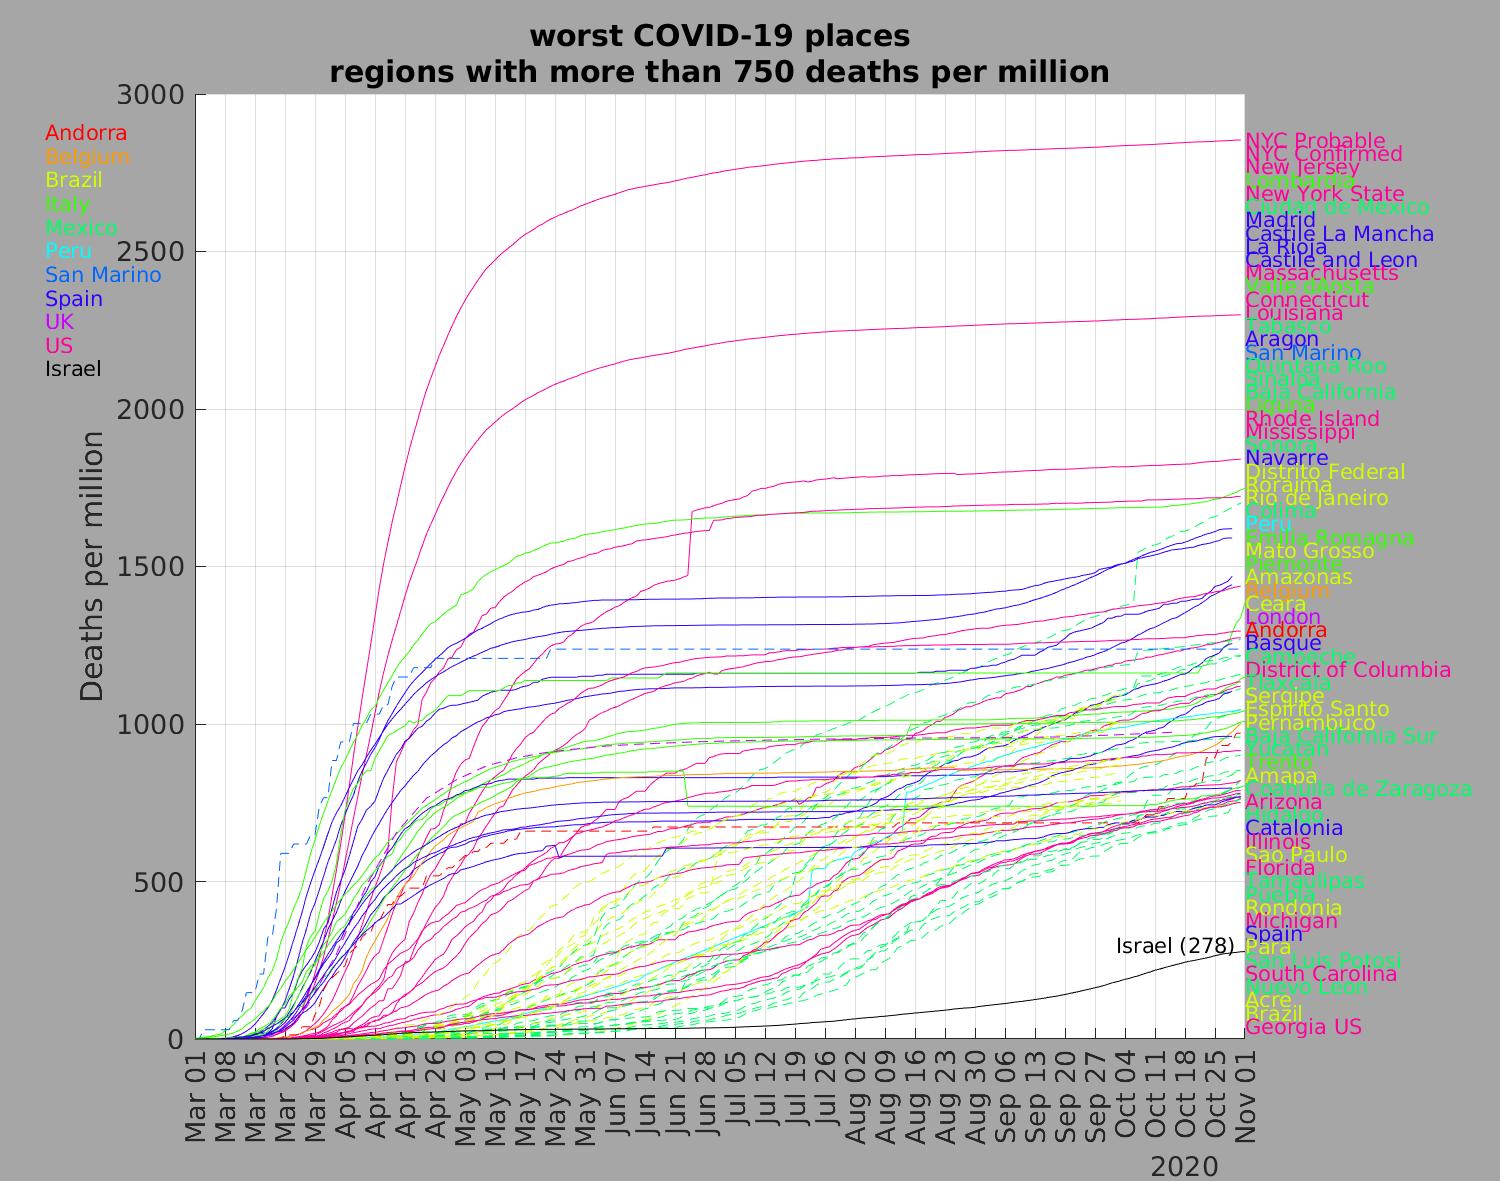 worst COVID-19 places
regions with more than 750 deaths per million
Andorra
Belgium
Brazil
Italy
Mexico
Peru
San Marino
Spain
UK
US
Israel
Deaths per million
3000
2500
2000
1500
1000
500
0
Israel (278)
NYC Probable
NYC Confirmed
New Jersey
Lombardia
New York State
Ciudad de Mexico
Madrid
Castile La Mancha
La Rioja
Castile and Leon
Massachusetts
Valle dAosta
Connecticut
Louisiana
Tabasco
Aragon
San Marino
Quintana Roo
Sinaloa
Baja California
Liguria
Rhode Island
Mississippi
Sonora
Navarre
Distrito Federal
Roraima
Rio de Janeiro
Colima
Peru
Emilia Romagna
Mato Grosso
Piemonte
Amazonas
Belgium
Ceara
London
Andorra
Basque
Campeche
District of Columbia
Tlaxcala
Sergipe
Espirito Santo
Pernambuco
Baja California Sur
Yucatan
Trento
Amapa
Coahuila de Zaragoza
Arizona
Hidalgo
Catalonia
Illinois
Sao Paulo
Florida
Tamaulipas
Puebla
Rondonia
Michigan
Spain
Para
San Luis Potosi
South Carolina
Nuevo Leon
Acre
Brazil
Georgia US
Mar 01
Mar 08
Mar 15
Mar 22
Mar 29
Apr 05
Apr 12
Apr 19
Apr 26
May 03
May 10
May 17
May 24
May 31
Jun 07
Jun 14
Jun 21
Jun 28
Jul 05
Jul 12
Jul 19
Jul 26
Aug 02
Aug 09
Aug 16
Aug 23
Aug 30
Sep 06
Sep 13
Sep 20
Sep 27
Oct 04
Oct 11
Oct 18
Oct 25
Nov 01
2020